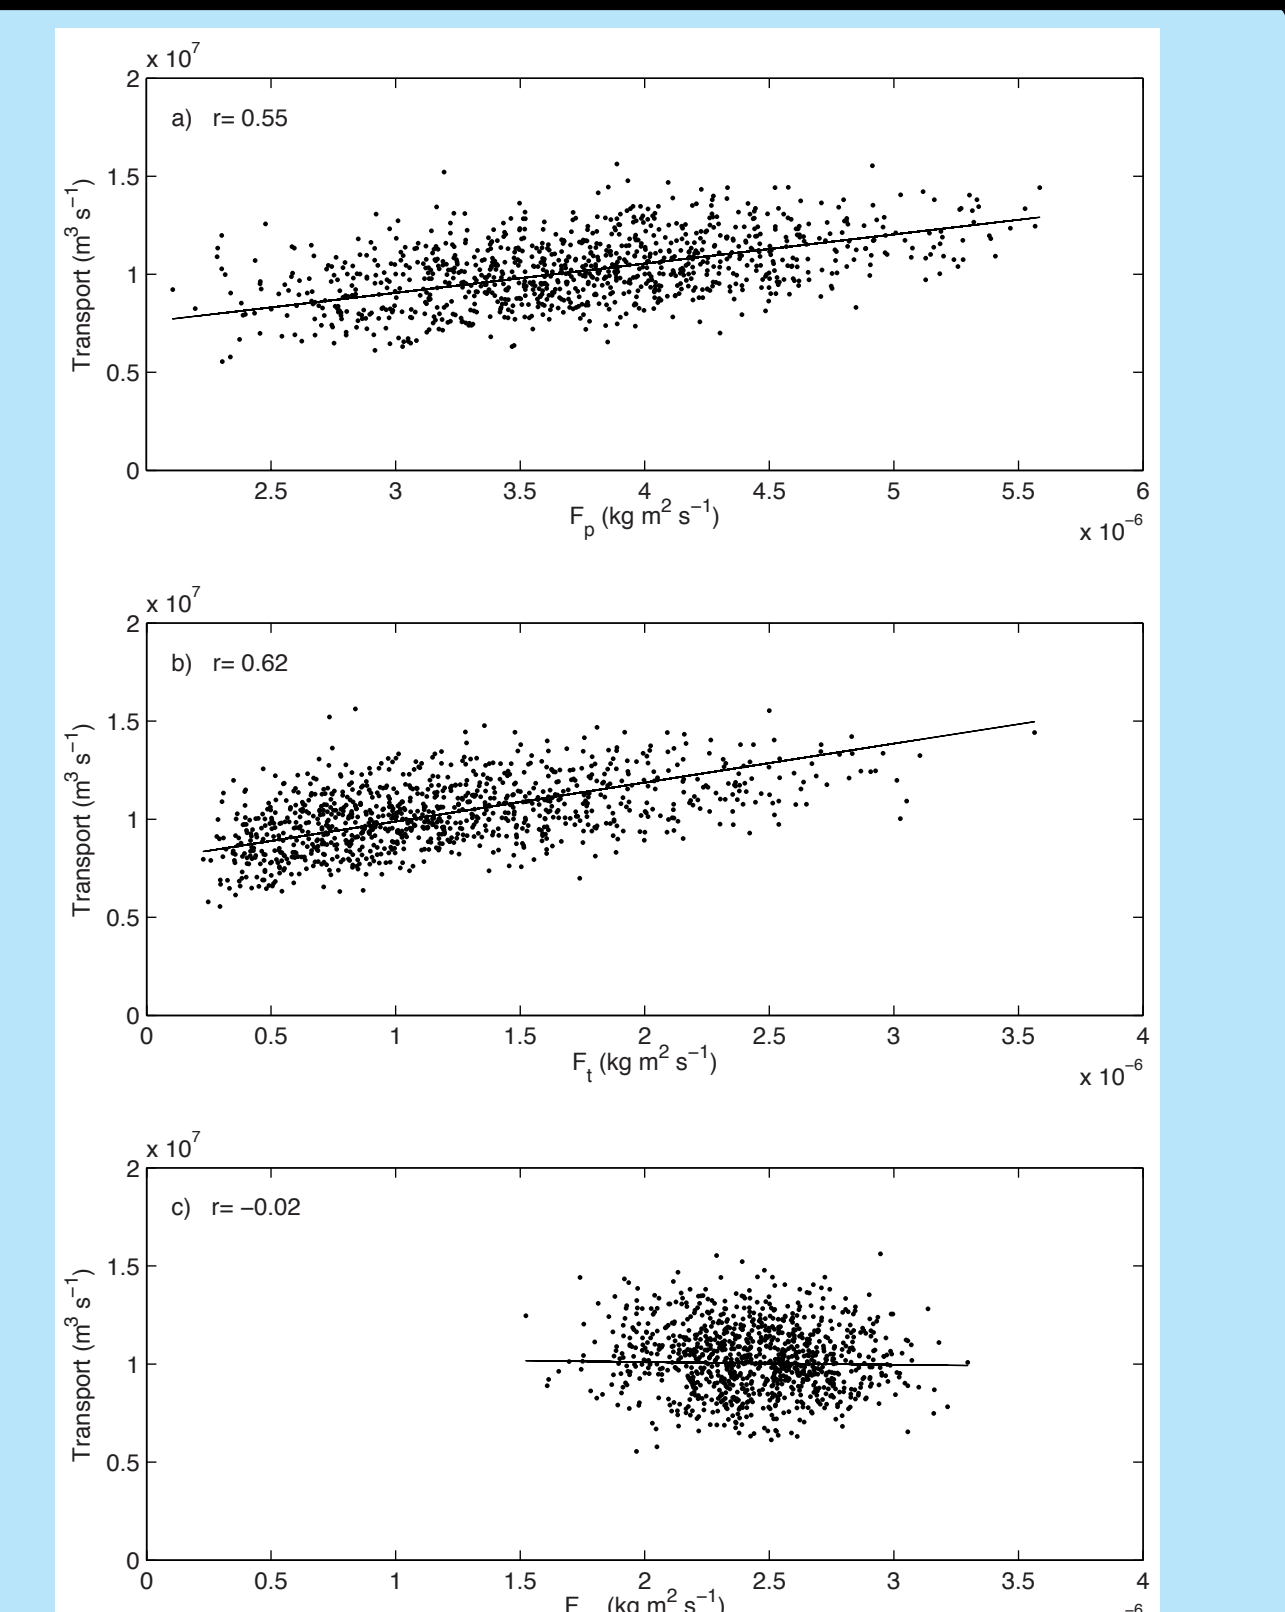 x 10^7
2
a) r= 0.55
1.5
1
0.5
0
Transport (m^3 s^−1)
2.5 3 3.5 4 4.5 5 5.5 6
F_p (kg m^2 s^−1)
x 10^−6
x 10^7
2
b) r= 0.62
1.5
1
0.5
0
Transport (m^3 s^−1)
0 0.5 1 1.5 2 2.5 3 3.5 4
F_t (kg m^2 s^−1)
x 10^−6
x 10^7
2
c) r= −0.02
1.5
1
0.5
0
Transport (m^3 s^−1)
0 0.5 1 1.5 2 2.5 3 3.5 4
F (kg m^2 s^−1)
−6